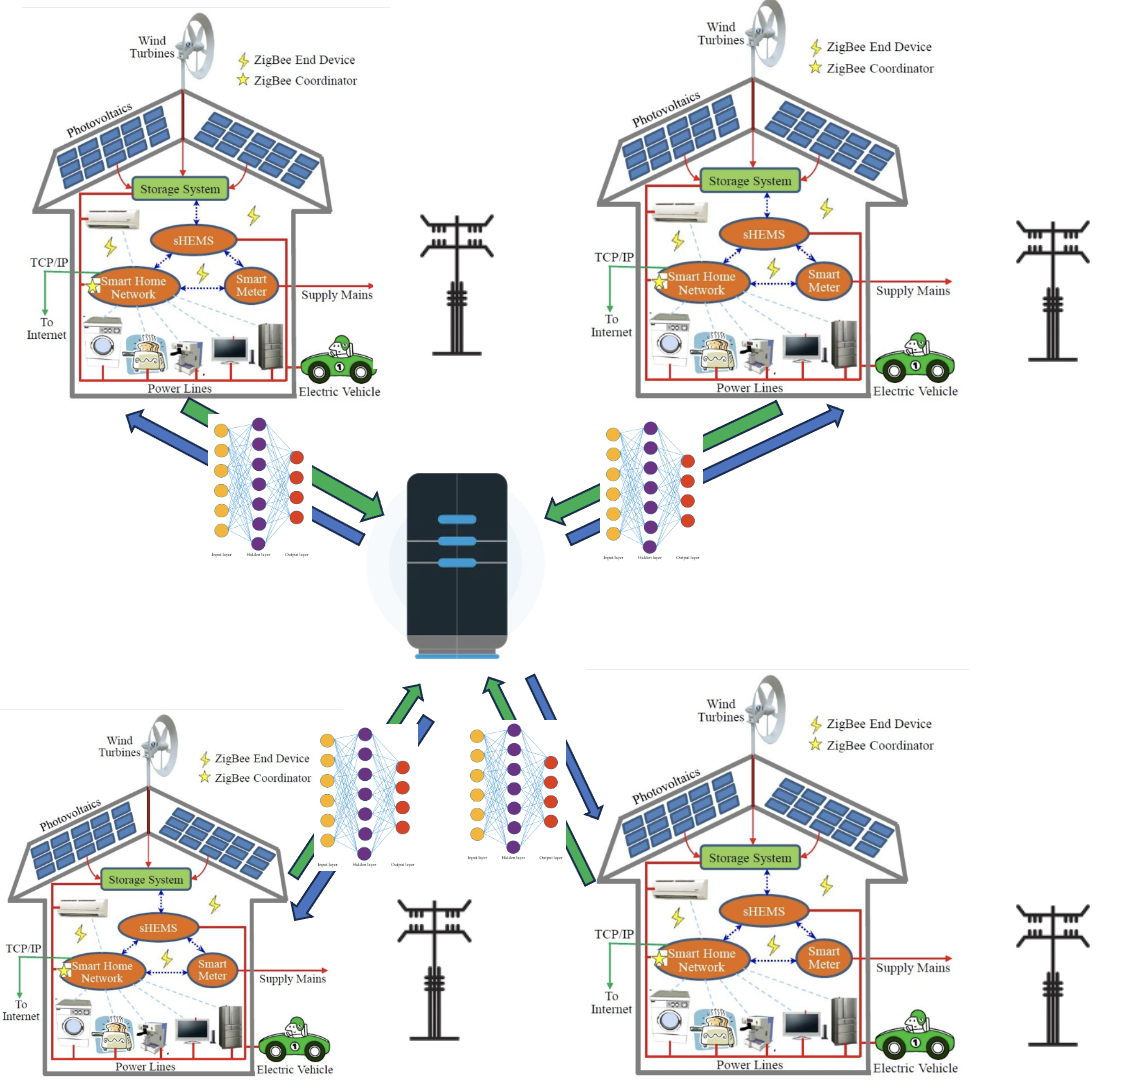 Wind
Turbines
ZigBee End Device
ZigBee Coordinator
Photovoltaics
Storage System
sHEMS
TCP/IP
Smart Home
Network
Smart
Meter
Supply Mains
To
Internet
Power Lines
Electric Vehicle
1
Wind
Turbines
ZigBee End Device
ZigBee Coordinator
Photovoltaics
Storage System
sHEMS
TCP/IP
Smart Home
Network
Smart
Meter
Supply Mains
To
Internet
Power Lines
Electric Vehicle
1
Input layer
Hidden layer
Output layer
Input layer
Hidden layer
Output layer
Wind
Turbines
ZigBee End Device
ZigBee Coordinator
Photovoltaics
Storage System
sHEMS
TCP/IP
Smart Home
Network
Smart
Meter
Supply Mains
To
Internet
Power Lines
Electric Vehicle
1
Input layer
Hidden layer
Output layer
Input layer
Hidden layer
Output layer
Wind
Turbines
ZigBee End Device
ZigBee Coordinator
Photovoltaics
Storage System
sHEMS
TCP/IP
Smart Home
Network
Smart
Meter
Supply Mains
To
Internet
Power Lines
Electric Vehicle
1